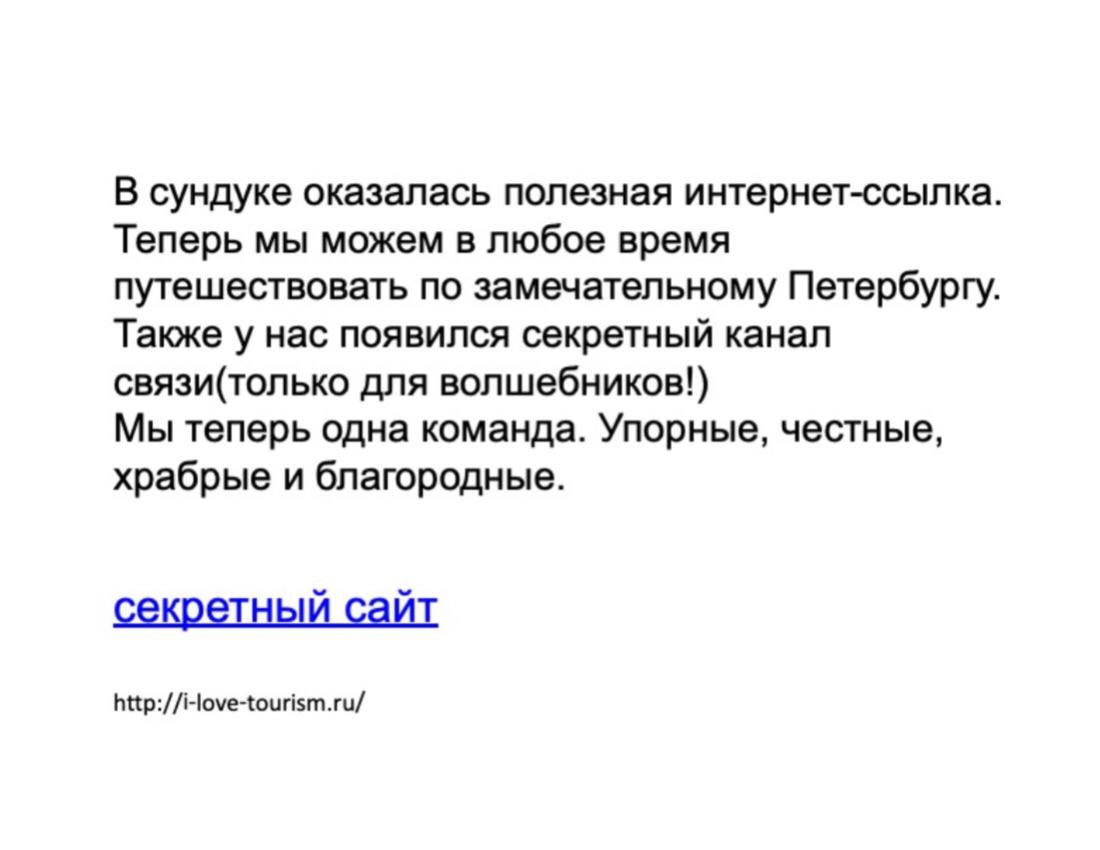 В сундуке оказалась полезная интернет-ссылка.
Теперь мы можем в любое время
путешествовать по замечательному Петербургу.
Также у нас появился секретный канал
связи(только для волшебников!)
Мы теперь одна команда. Упорные, честные,
храбрые и благородные.
секретный сайт
http://i-love-tourism.ru/